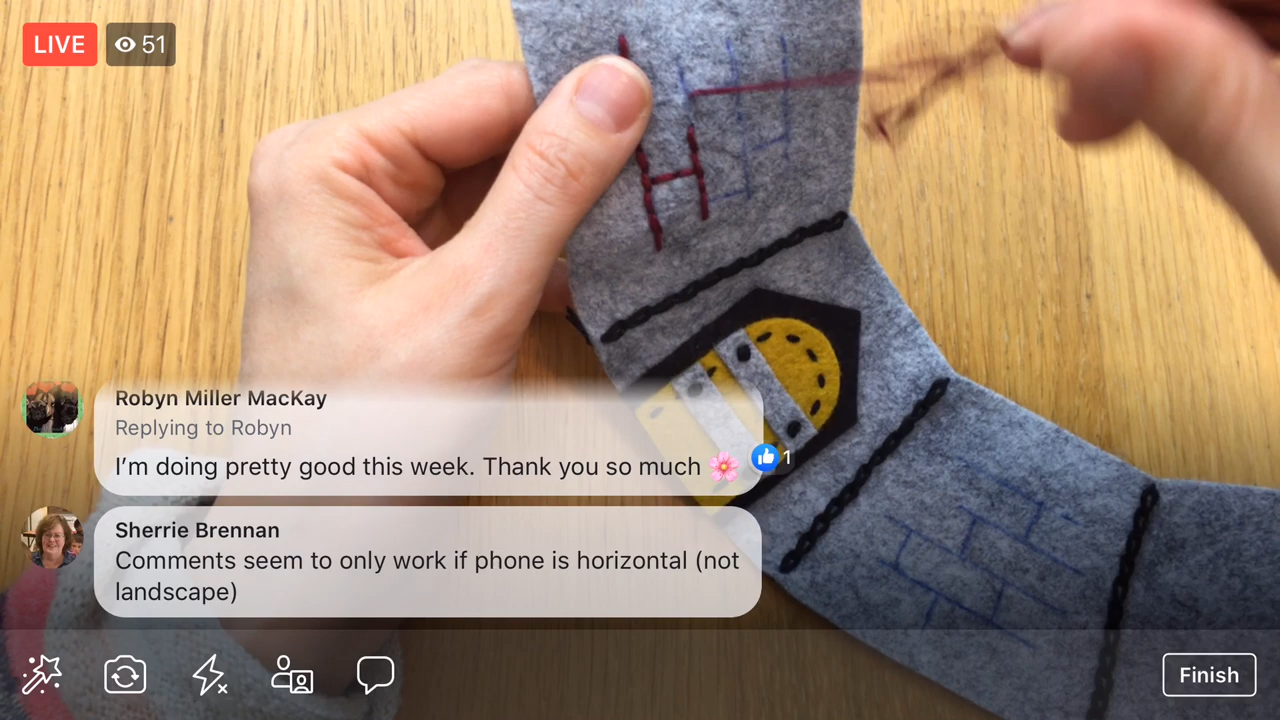 LIVE
51
Robyn Miller MacKay
Replying to Robyn
I’m doing pretty good this week. Thank you so much 🌸
1
Sherrie Brennan
Comments seem to only work if phone is horizontal (not
landscape)
Finish